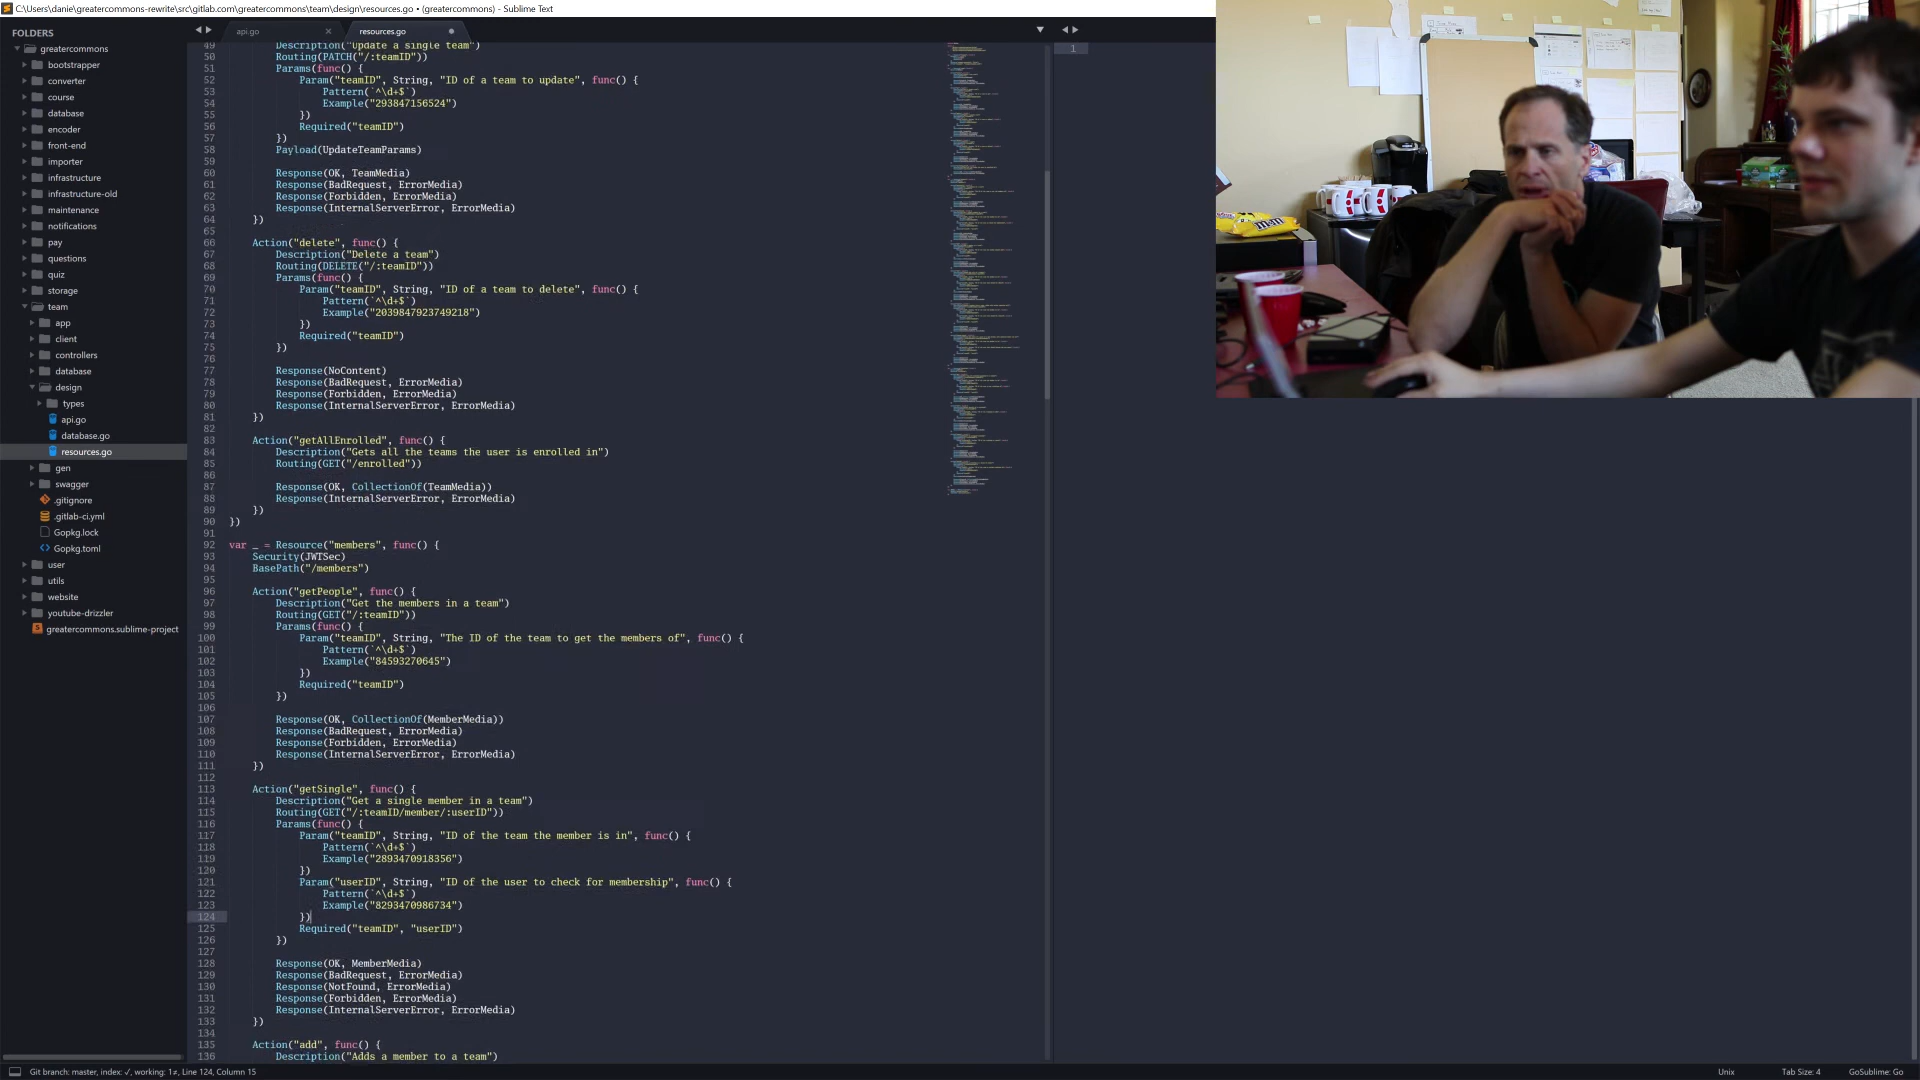 C:\Users\danie\greatercommons-rewrite\src\gitlab.com\greatercommons\team\design\resources.go • (greatercommons) - Sublime Text
FOLDERS
greatercommons
bootstrapper
converter
course
database
encoder
front-end
importer
infrastructure
infrastructure-old
maintenance
notifications
pay
questions
quiz
storage
team
app
client
controllers
database
design
types
api.go
database.go
resources.go
gen
swagger
.gitignore
.gitlab-ci.yml
Gopkg.lock
Gopkg.toml
user
utils
website
youtube-drizzler
greatercommons.sublime-project
api.go
resources.go
49 Description("Update a single team")
50 Routing(PATCH("/:teamID"))
51 Params(func() {
52 Param("teamID", String, "ID of a team to update", func() {
53 Pattern(`^\d+$`)
54 Example("293847156524")
55 })
56 Required("teamID")
57 })
58 Payload(UpdateTeamParams)
59
60 Response(OK, TeamMedia)
61 Response(BadRequest, ErrorMedia)
62 Response(Forbidden, ErrorMedia)
63 Response(InternalServerError, ErrorMedia)
64 })
65
66 Action("delete", func() {
67 Description("Delete a team")
68 Routing(DELETE("/:teamID"))
69 Params(func() {
70 Param("teamID", String, "ID of a team to delete", func() {
71 Pattern(`^\d+$`)
72 Example("2039847923749218")
73 })
74 Required("teamID")
75 })
76
77 Response(NoContent)
78 Response(BadRequest, ErrorMedia)
79 Response(Forbidden, ErrorMedia)
80 Response(InternalServerError, ErrorMedia)
81 })
82
83 Action("getAllEnrolled", func() {
84 Description("Gets all the teams the user is enrolled in")
85 Routing(GET("/enrolled"))
86
87 Response(OK, CollectionOf(TeamMedia))
88 Response(InternalServerError, ErrorMedia)
89 })
90 })
91
92 var _ = Resource("members", func() {
93 Security(JWTSec)
94 BasePath("/members")
95
96 Action("getPeople", func() {
97 Description("Get the members in a team")
98 Routing(GET("/:teamID"))
99 Params(func() {
100 Param("teamID", String, "The ID of the team to get the members of", func() {
101 Pattern(`^\d+$`)
102 Example("84593270645")
103 })
104 Required("teamID")
105 })
106
107 Response(OK, CollectionOf(MemberMedia))
108 Response(BadRequest, ErrorMedia)
109 Response(Forbidden, ErrorMedia)
110 Response(InternalServerError, ErrorMedia)
111 })
112
113 Action("getSingle", func() {
114 Description("Get a single member in a team")
115 Routing(GET("/:teamID/member/:userID"))
116 Params(func() {
117 Param("teamID", String, "ID of the team the member is in", func() {
118 Pattern(`^\d+$`)
119 Example("2893470918356")
120 })
121 Param("userID", String, "ID of the user to check for membership", func() {
122 Pattern(`^\d+$`)
123 Example("8293470986734")
124 })
125 Required("teamID", "userID")
126 })
127
128 Response(OK, MemberMedia)
129 Response(BadRequest, ErrorMedia)
130 Response(NotFound, ErrorMedia)
131 Response(Forbidden, ErrorMedia)
132 Response(InternalServerError, ErrorMedia)
133 })
134
135 Action("add", func() {
136 Description("Adds a member to a team")
1
m&m's
Git branch: master, index: ✓, working: 1≠, Line 124, Column 15
Unix
Tab Size: 4
GoSublime: Go